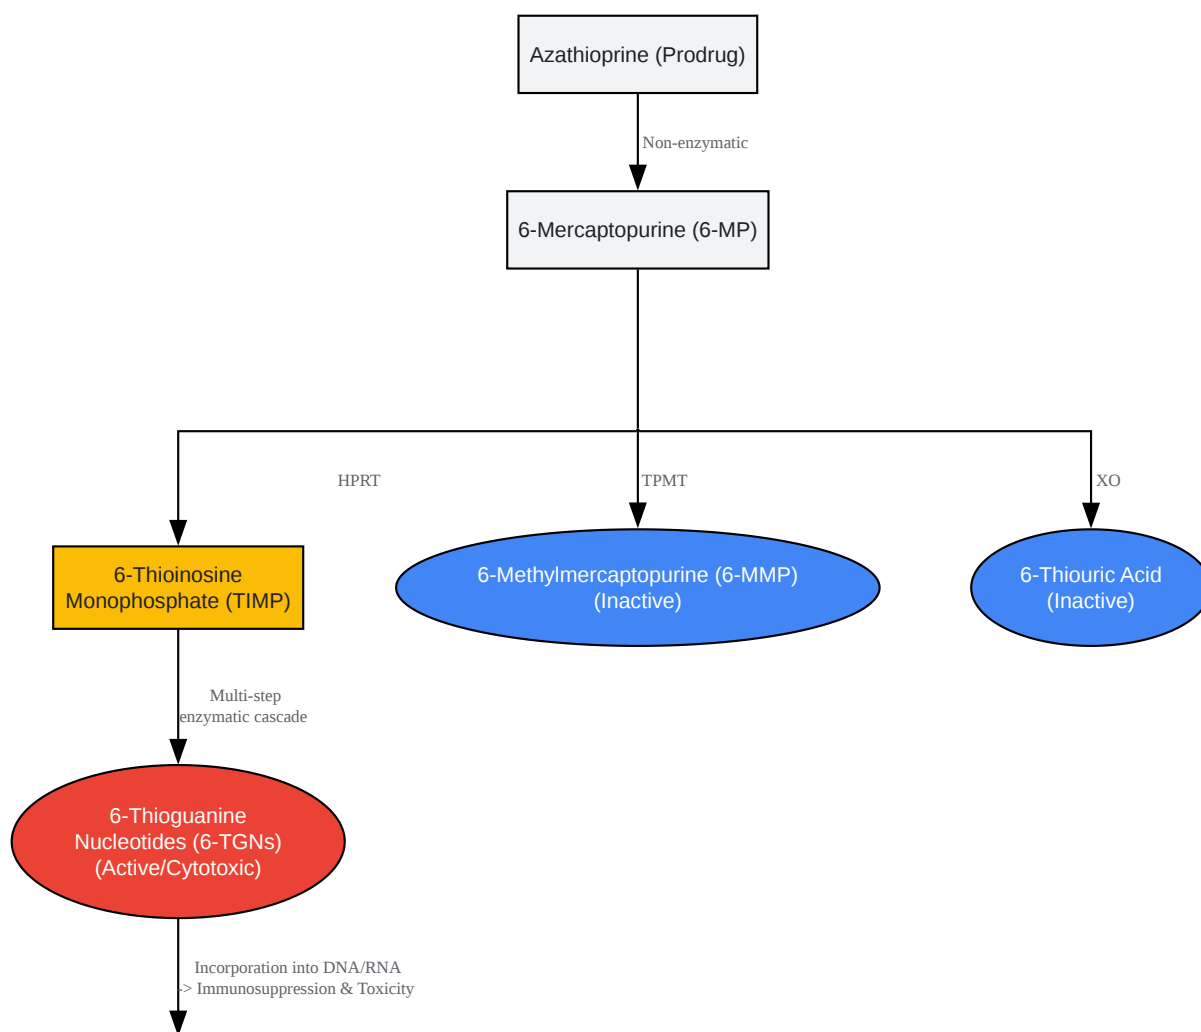 Azathioprine (Prodrug)
Non-enzymatic
6-Mercaptopurine (6-MP)
HPRT
TPMT
XO
6-Thioinosine
Monophosphate (TIMP)
6-Methylmercaptopurine (6-MMP)
(Inactive)
6-Thiouric Acid
(Inactive)
Multi-step
enzymatic cascade
6-Thioguanine
Nucleotides (6-TGNs)
(Active/Cytotoxic)
Incorporation into DNA/RNA
-> Immunosuppression & Toxicity